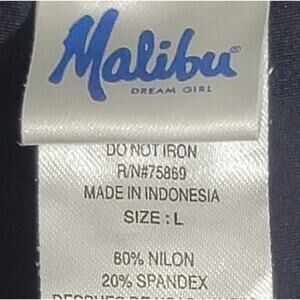 Malibu®
DREAM GIRL
DO NOT IRON
R/N#75869
MADE IN INDONESIA
SIZE : L
80% NILON
20% SPANDEX